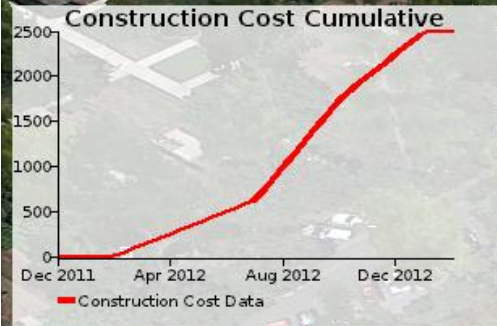 Construction Cost Cumulative
2500
2000
1500
1000
500
0
Dec 2011 Apr 2012 Aug 2012 Dec 2012
Construction Cost Data